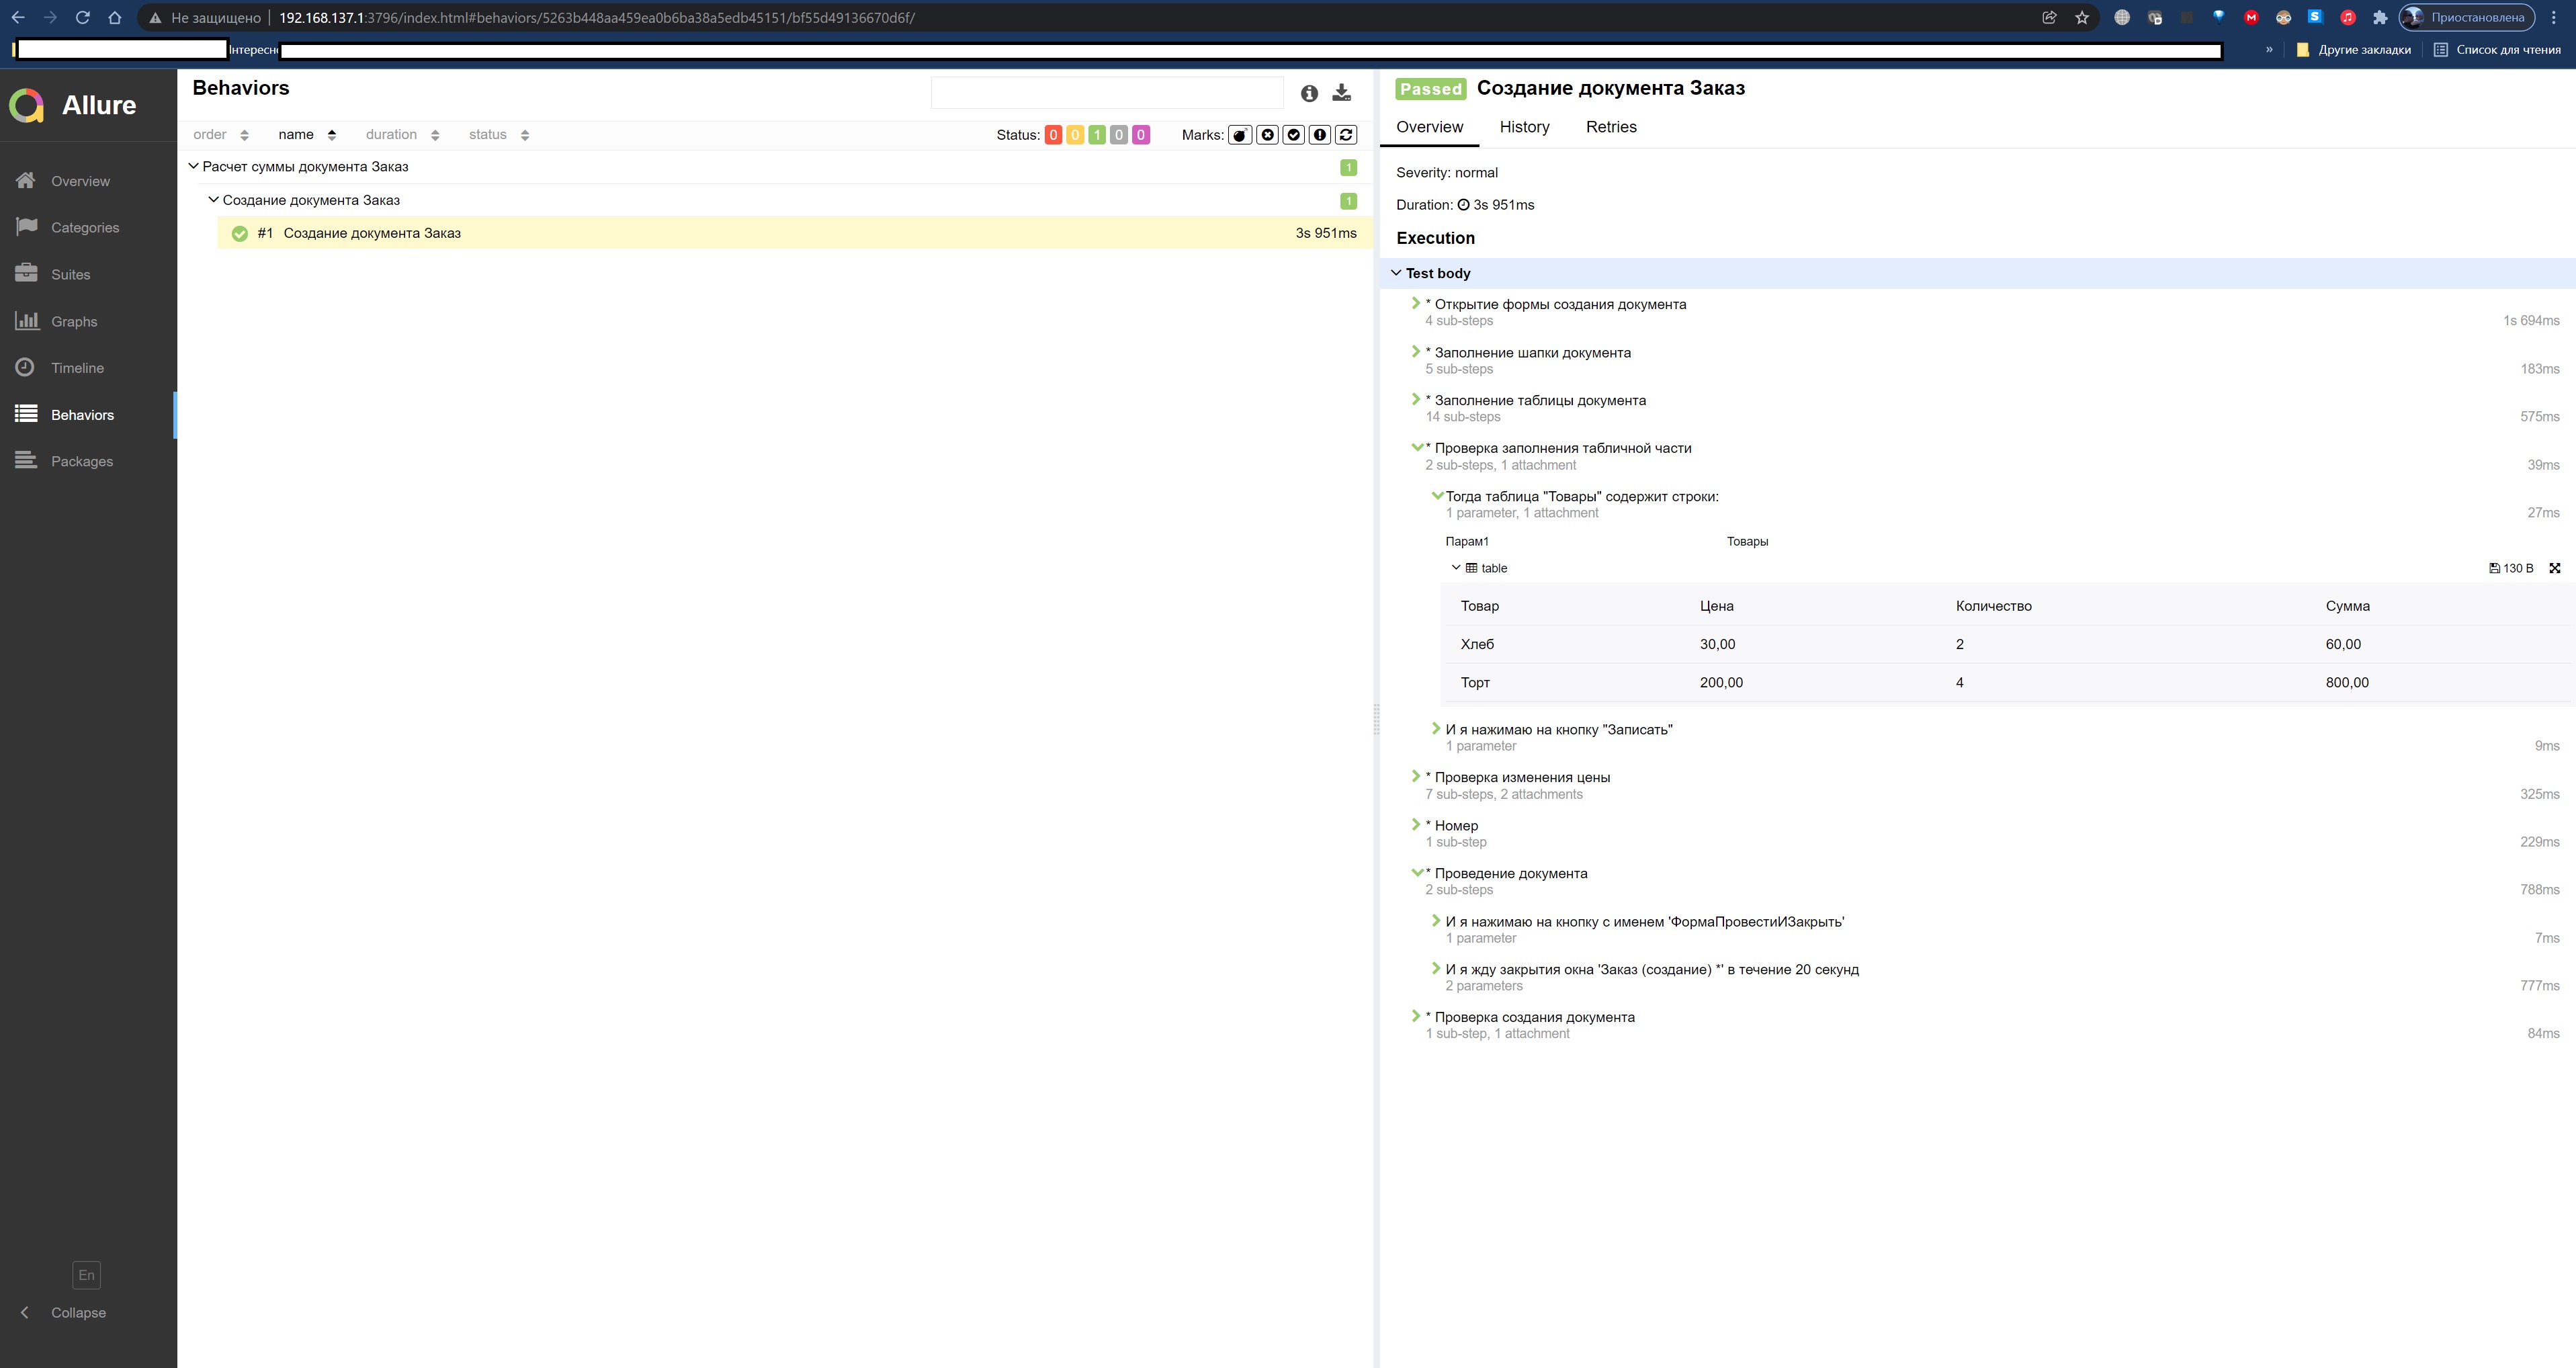 Не защищено 192.168.137.1:3796/index.html#behaviors/5263b448aa459ea0b6ba38a5edb45151/bf55d49136670d6f/ Приостановлена
Интересн » Другие закладки Список для чтения
Allure
Overview
Categories
Suites
Graphs
Timeline
Behaviors
Packages
En
Collapse
Behaviors
order name duration status Status: 0 0 1 0 0 Marks:
Расчет суммы документа Заказ 1
Создание документа Заказ 1
#1 Создание документа Заказ 3s 951ms
Passed Создание документа Заказ
Overview History Retries
Severity: normal
Duration: 3s 951ms
Execution
Test body
* Открытие формы создания документа
4 sub-steps 1s 694ms
* Заполнение шапки документа
5 sub-steps 183ms
* Заполнение таблицы документа
14 sub-steps 575ms
* Проверка заполнения табличной части
2 sub-steps, 1 attachment 39ms
Тогда таблица "Товары" содержит строки:
1 parameter, 1 attachment 27ms
Парам1 Товары
table 130 B
Товар Цена Количество Сумма
Хлеб 30,00 2 60,00
Торт 200,00 4 800,00
И я нажимаю на кнопку "Записать"
1 parameter 9ms
* Проверка изменения цены
7 sub-steps, 2 attachments 325ms
* Номер
1 sub-step 229ms
* Проведение документа
2 sub-steps 788ms
И я нажимаю на кнопку с именем 'ФормаПровестиИЗакрыть'
1 parameter 7ms
И я жду закрытия окна 'Заказ (создание) *' в течение 20 секунд
2 parameters 777ms
* Проверка создания документа
1 sub-step, 1 attachment 84ms